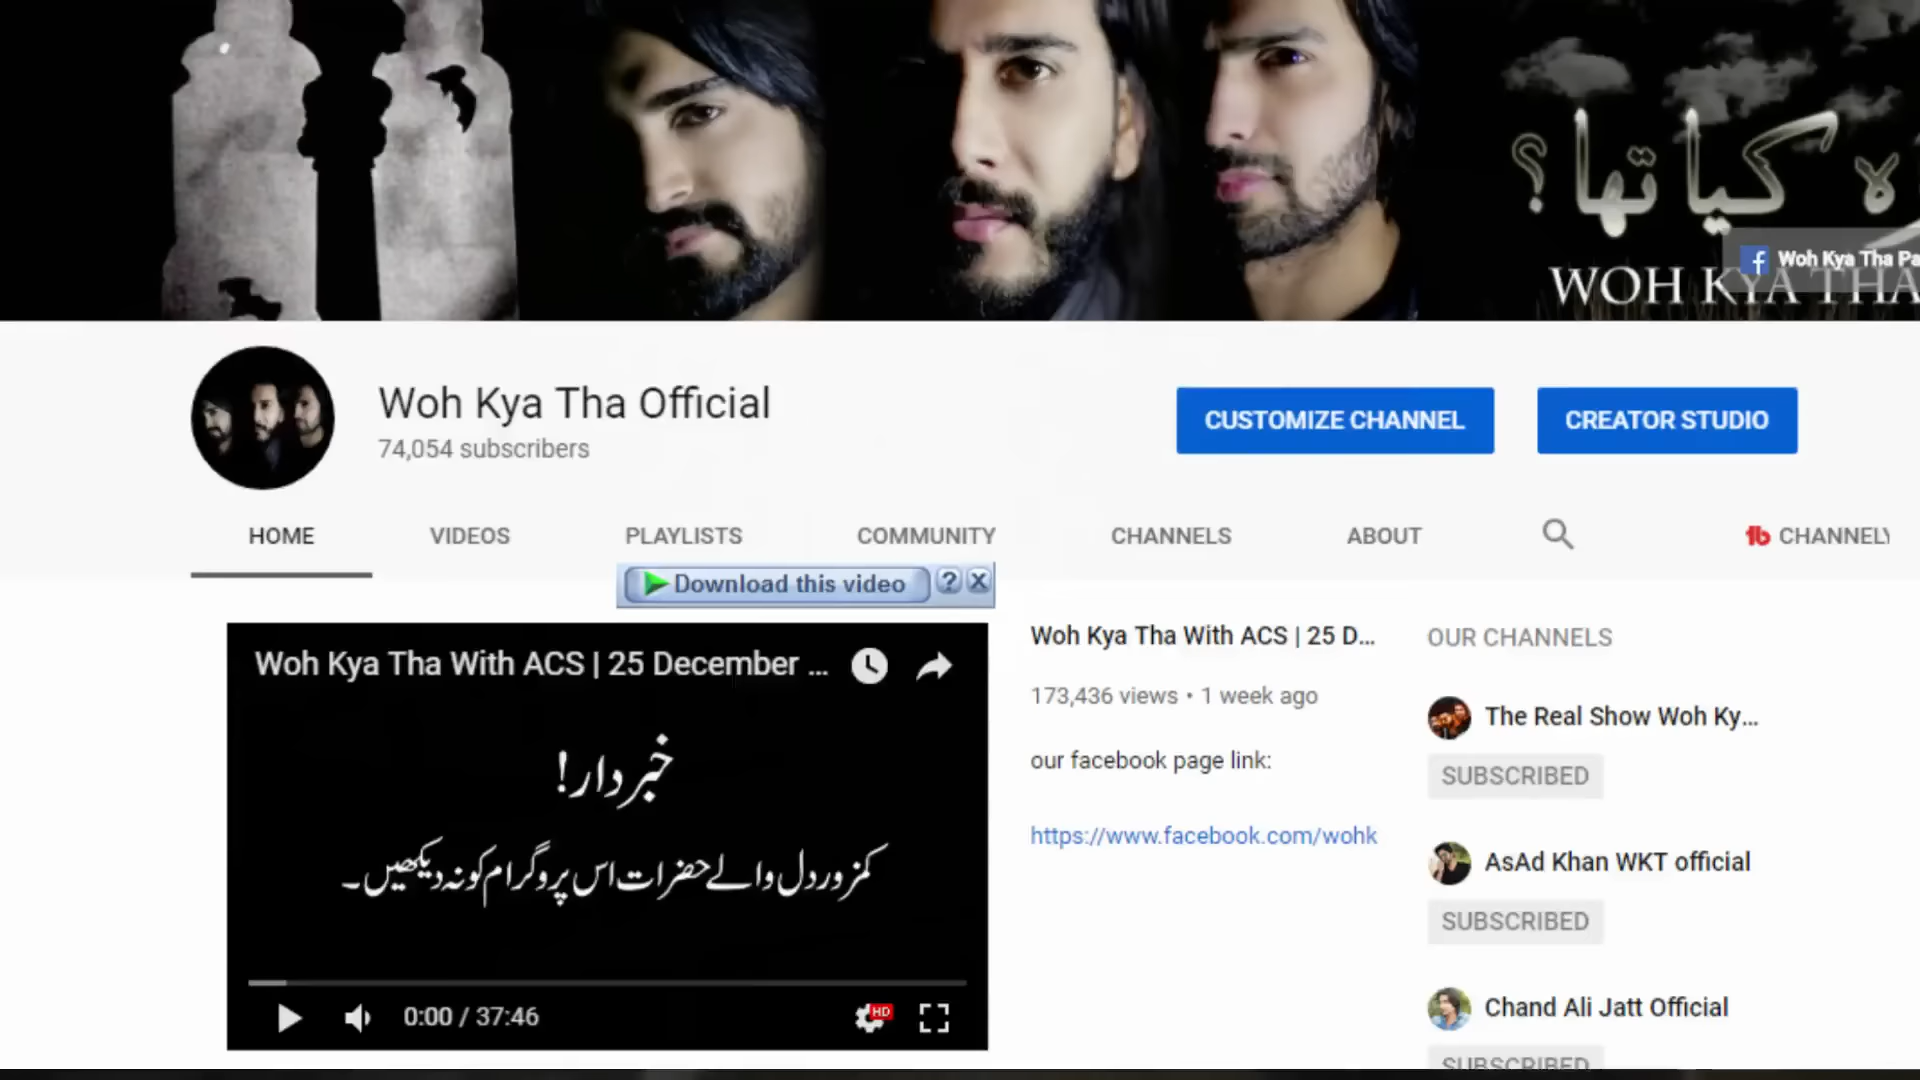 ہ کیا تھا؟
Woh Kya Tha Pa
WOH KYA THA
Woh Kya Tha Official
74,054 subscribers
CUSTOMIZE CHANNEL
CREATOR STUDIO
HOME VIDEOS PLAYLISTS COMMUNITY CHANNELS ABOUT CHANNELY
Download this video ? X
Woh Kya Tha With ACS | 25 December ...
خبردار!
کمزور دل والے حضرات اس پروگرام کو نہ دیکھیں۔
0:00 / 37:46
HD
Woh Kya Tha With ACS | 25 D...
173,436 views • 1 week ago
our facebook page link:
https://www.facebook.com/wohk
OUR CHANNELS
The Real Show Woh Ky...
SUBSCRIBED
AsAd Khan WKT official
SUBSCRIBED
Chand Ali Jatt Official
SUBSCRIBED